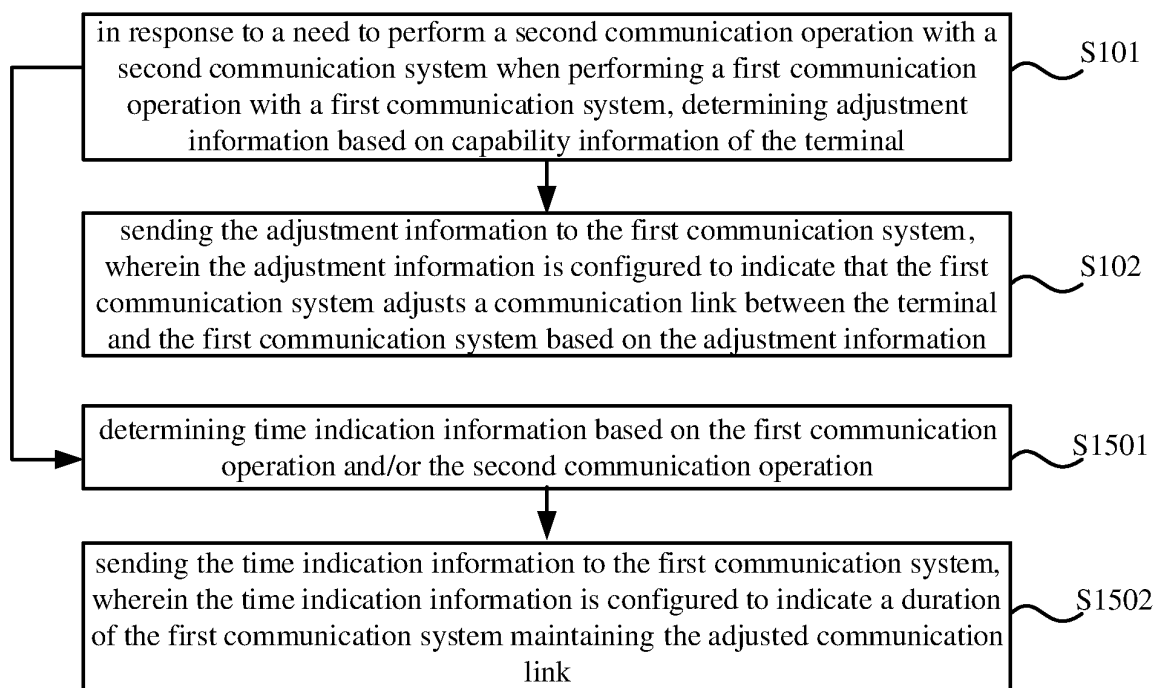 in response to a need to perform a second communication operation with a
second communication system when performing a first communication
operation with a first communication system, determining adjustment
information based on capability information of the terminal
S101
sending the adjustment information to the first communication system,
wherein the adjustment information is configured to indicate that the first
communication system adjusts a communication link between the terminal
and the first communication system based on the adjustment information
S102
determining time indication information based on the first communication
operation and/or the second communication operation
S1501
sending the time indication information to the first communication system,
wherein the time indication information is configured to indicate a duration
of the first communication system maintaining the adjusted communication
link
S1502